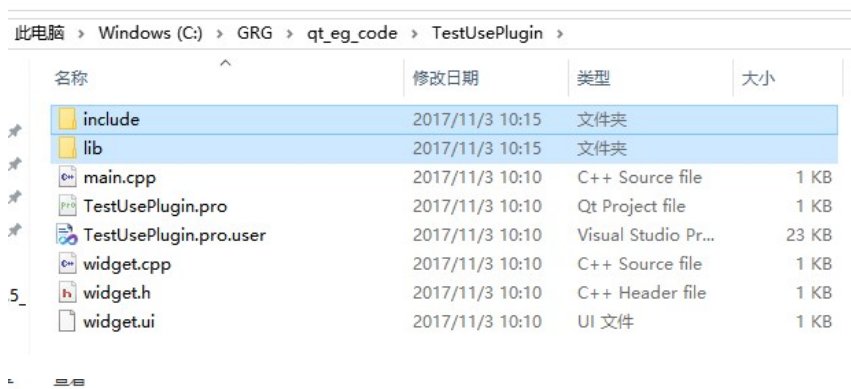 此电脑 › Windows (C:) › GRG › qt_eg_code › TestUsePlugin ›
名称 修改日期 类型 大小
include 2017/11/3 10:15 文件夹
lib 2017/11/3 10:15 文件夹
main.cpp 2017/11/3 10:10 C++ Source file 1 KB
TestUsePlugin.pro 2017/11/3 10:10 Qt Project file 1 KB
TestUsePlugin.pro.user 2017/11/3 10:10 Visual Studio Pr... 23 KB
widget.cpp 2017/11/3 10:10 C++ Source file 1 KB
.5_ widget.h 2017/11/3 10:10 C++ Header file 1 KB
widget.ui 2017/11/3 10:10 UI 文件 1 KB